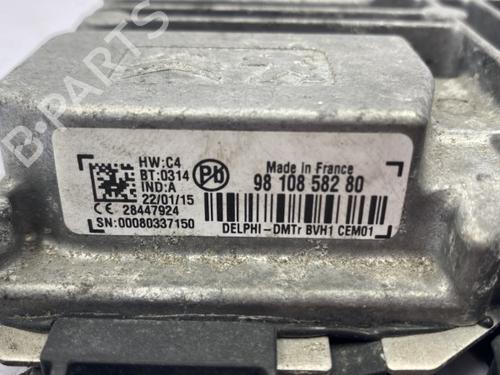 HW:C4
BT:0314
IND:A
22/01/15
CE 28447924
SN:00080337150
Pb
Made in France
98 108 582 80
DELPHI-DMTr BVH1 CEM01
B-PARTS